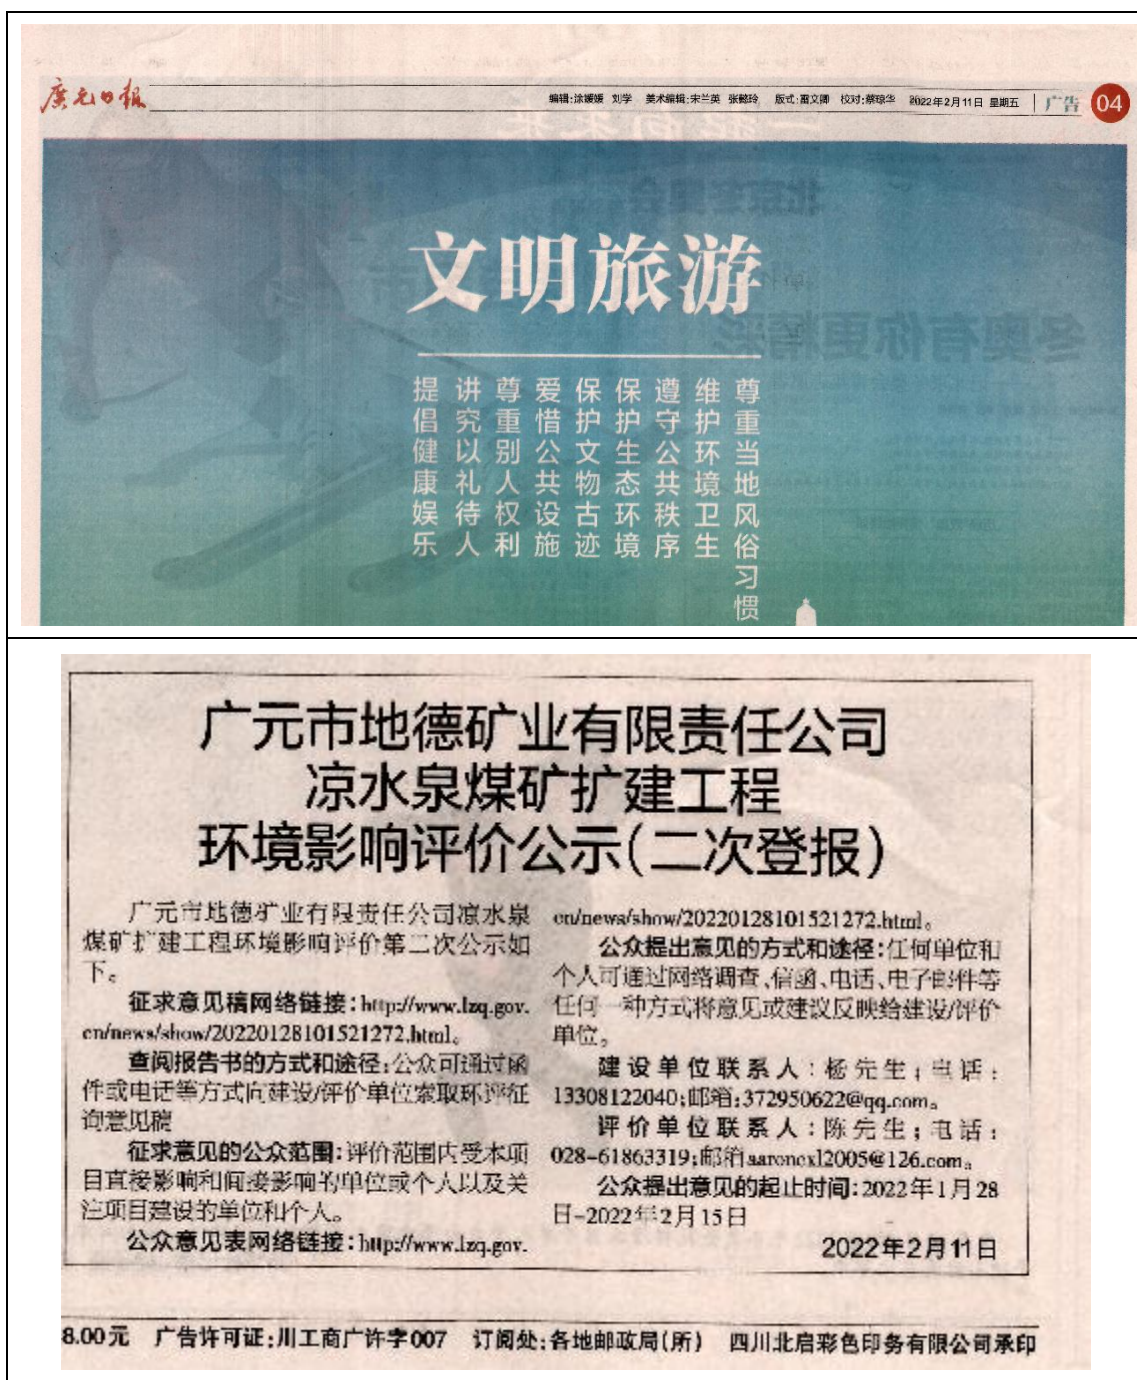 广元日报
编辑:涂媛媛 刘学 美术编辑:宋兰英 张懿玲 版式:雷文卿 校对:蔡琼华 2022年2月11日 星期五 广告 04
文明旅游
尊重当地风俗习惯
维护环境卫生
遵守公共秩序
保护生态环境
保护文物古迹
爱惜公共设施
尊重别人权利
讲究以礼待人
提倡健康娱乐
广元市地德矿业有限责任公司
凉水泉煤矿扩建工程
环境影响评价公示(二次登报)
广元市地德矿业有限责任公司凉水泉
煤矿扩建工程环境影响评价第二次公示如
下。
征求意见稿网络链接:http://www.lzq.gov.
cn/news/show/20220128101521272.html。
查阅报告书的方式和途径:公众可通过函
件或电话等方式向建设/评价单位索取环评征
询意见稿
征求意见的公众范围:评价范围内受本项
目直接影响和间接影响的单位或个人以及关
注项目建设的单位和个人。
公众意见表网络链接:http://www.lzq.gov.
cn/news/show/20220128101521272.html。
公众提出意见的方式和途径:任何单位和
个人可通过网络调查、信函、电话、电子邮件等
任何一种方式将意见或建议反映给建设/评价
单位。
建设单位联系人:杨先生;电话:
13308122040;邮箱:372950622@qq.com。
评价单位联系人:陈先生;电话:
028-61863319;邮箱aaroncxl2005@126.com。
公众提出意见的起止时间:2022年1月28
日-2022年2月15日
2022年2月11日
8.00元 广告许可证:川工商广许字007 订阅处:各地邮政局(所) 四川北启彩色印务有限公司承印